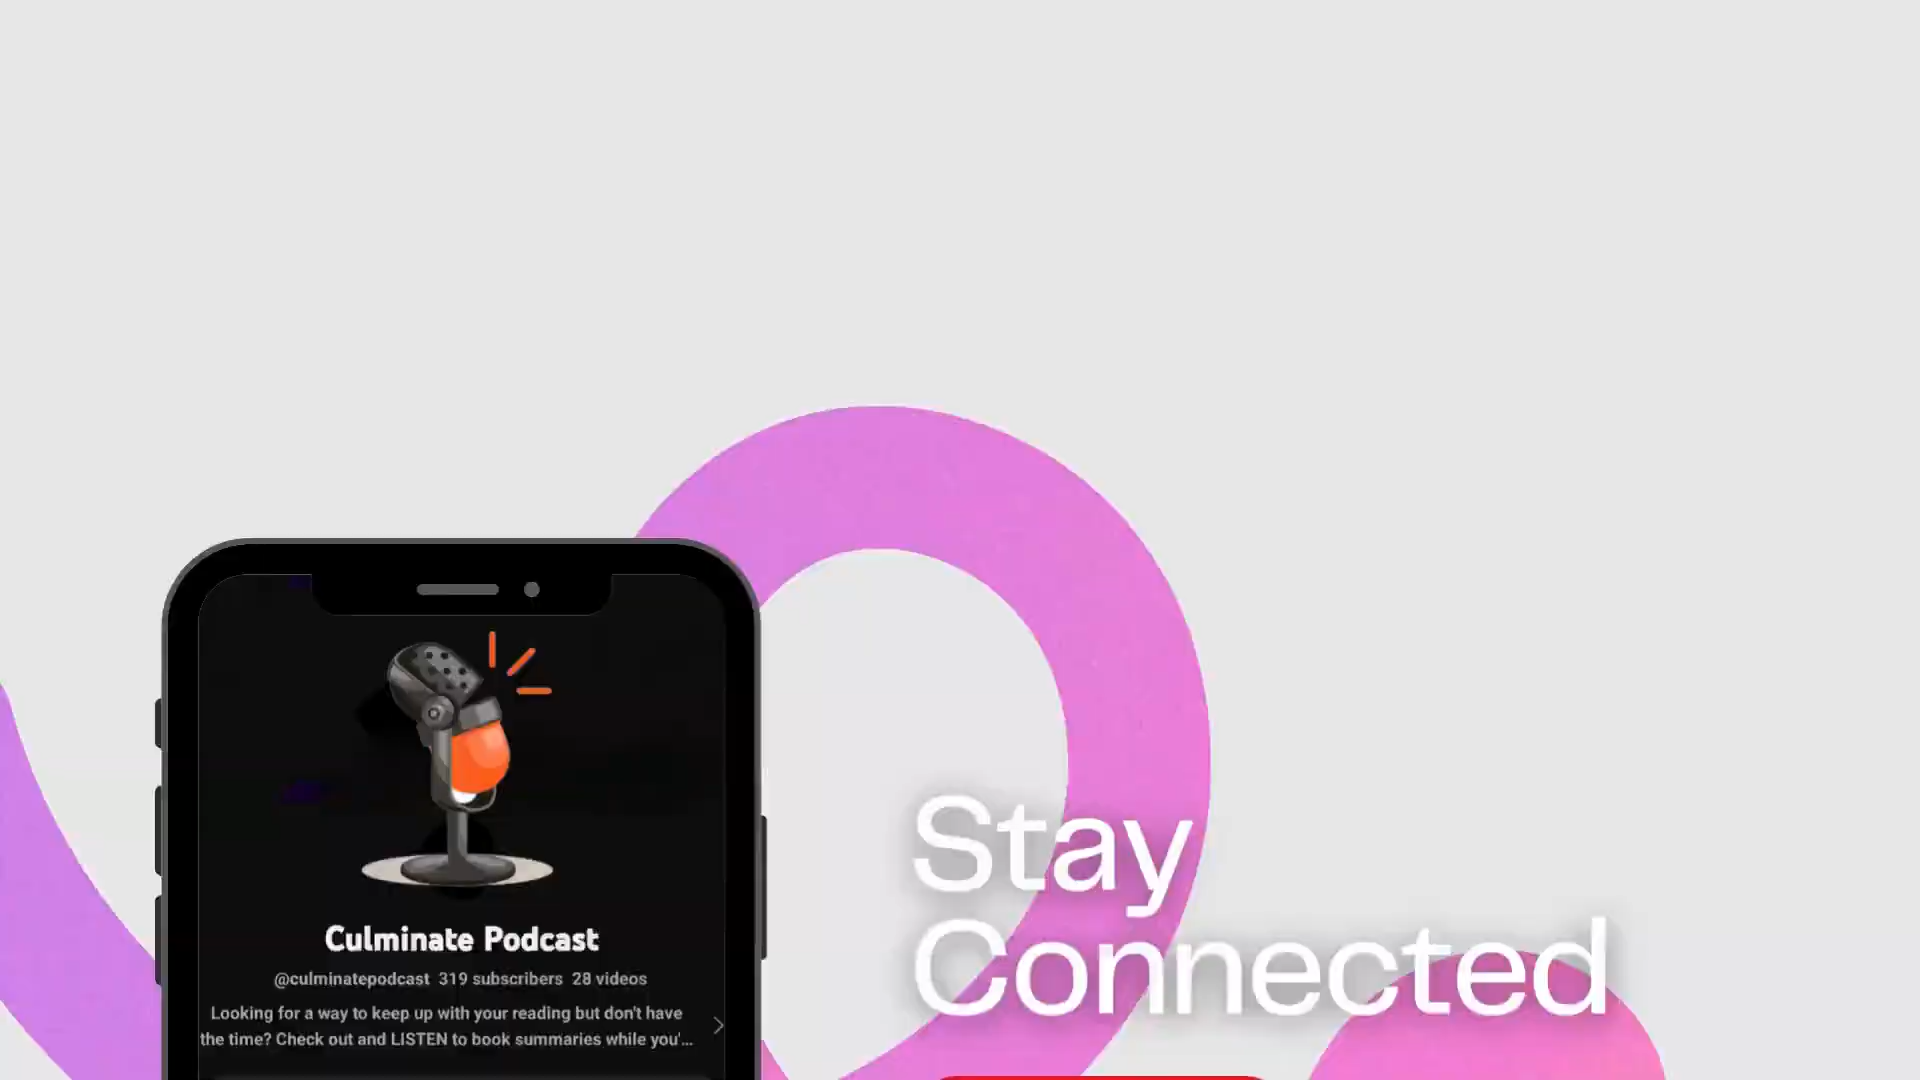 Culminate Podcast
@culminatepodcast 319 subscribers 28 videos
Looking for a way to keep up with your reading but don't have
the time? Check out and LISTEN to book summaries while you'...
Stay
Connected